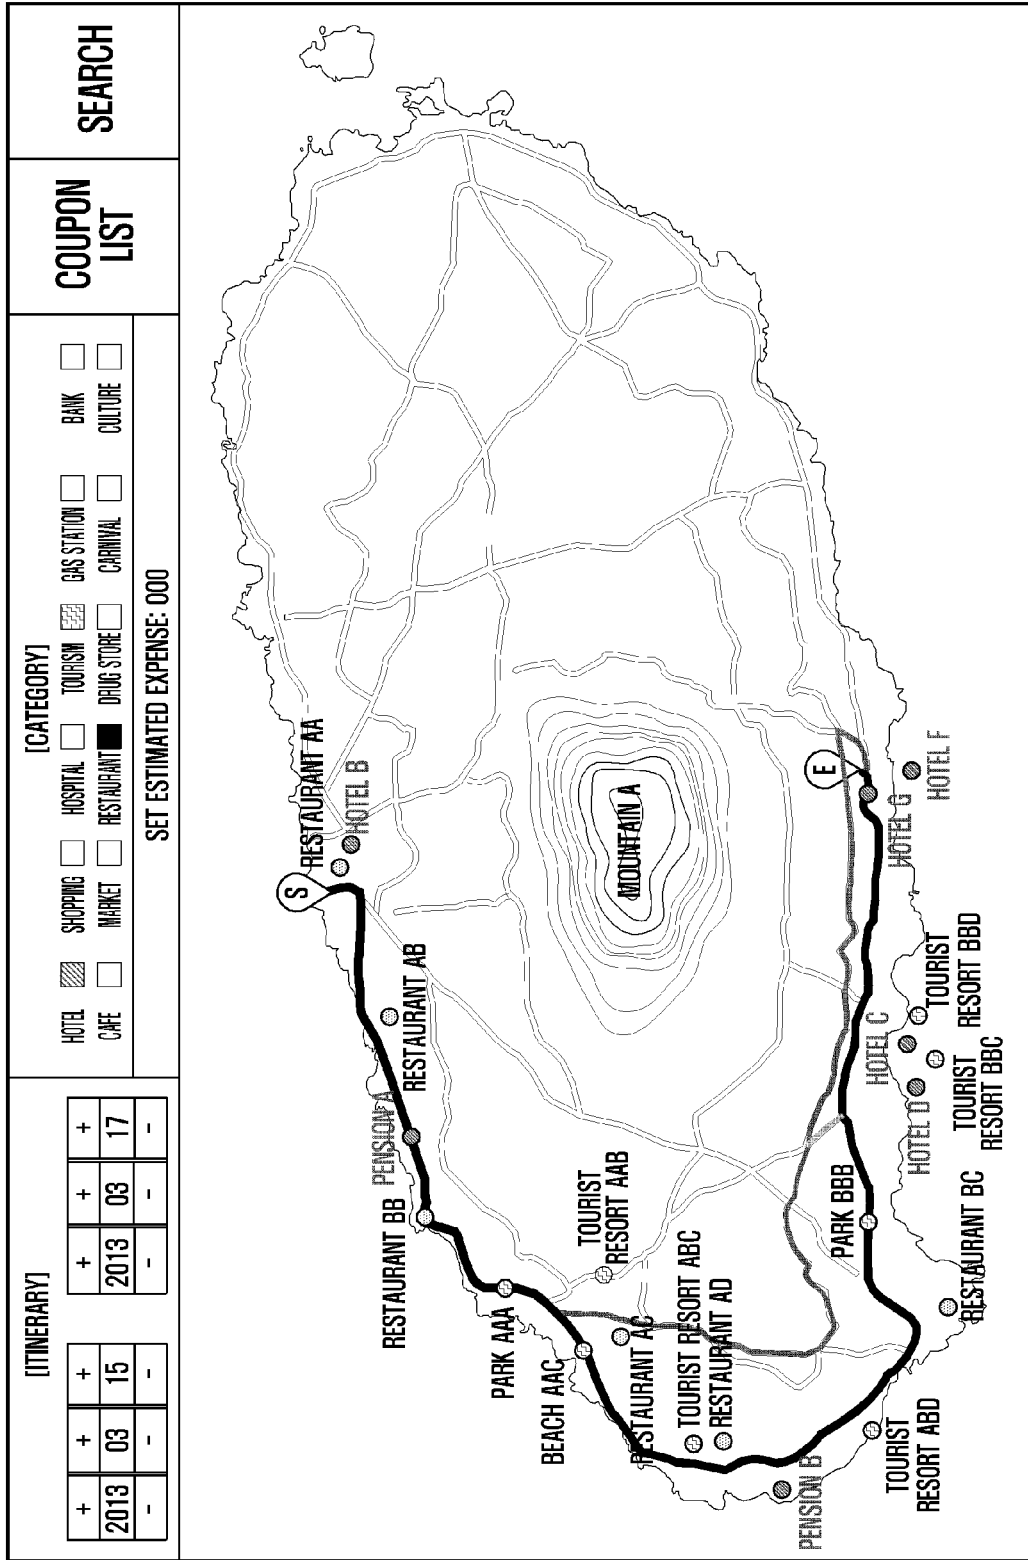 [ITINERARY]
+ + +
2013 03 15
- - -
+ + +
2013 03 17
- - -
[CATEGORY]
HOTEL SHOPPING HOSPITAL TOURISM GAS STATION BANK
CAFE MARKET RESTAURANT DRUG STORE CARNIVAL CULTURE
SET ESTIMATED EXPENSE: 000
COUPON
LIST
SEARCH
S
RESTAURANT AA
HOTEL B
RESTAURANT AB
PENSION A
RESTAURANT BB
PARK AAA
BEACH AAC
TOURIST
RESORT AAB
RESTAURANT AC
TOURIST RESORT ABC
RESTAURANT AD
MOUNTAIN A
PENSION B
TOURIST
RESORT ABD
PARK BBB
RESTAURANT BC
HOTEL D
HOTEL C
TOURIST
RESORT BBC
TOURIST
RESORT BBD
E
HOTEL G
HOTEL F